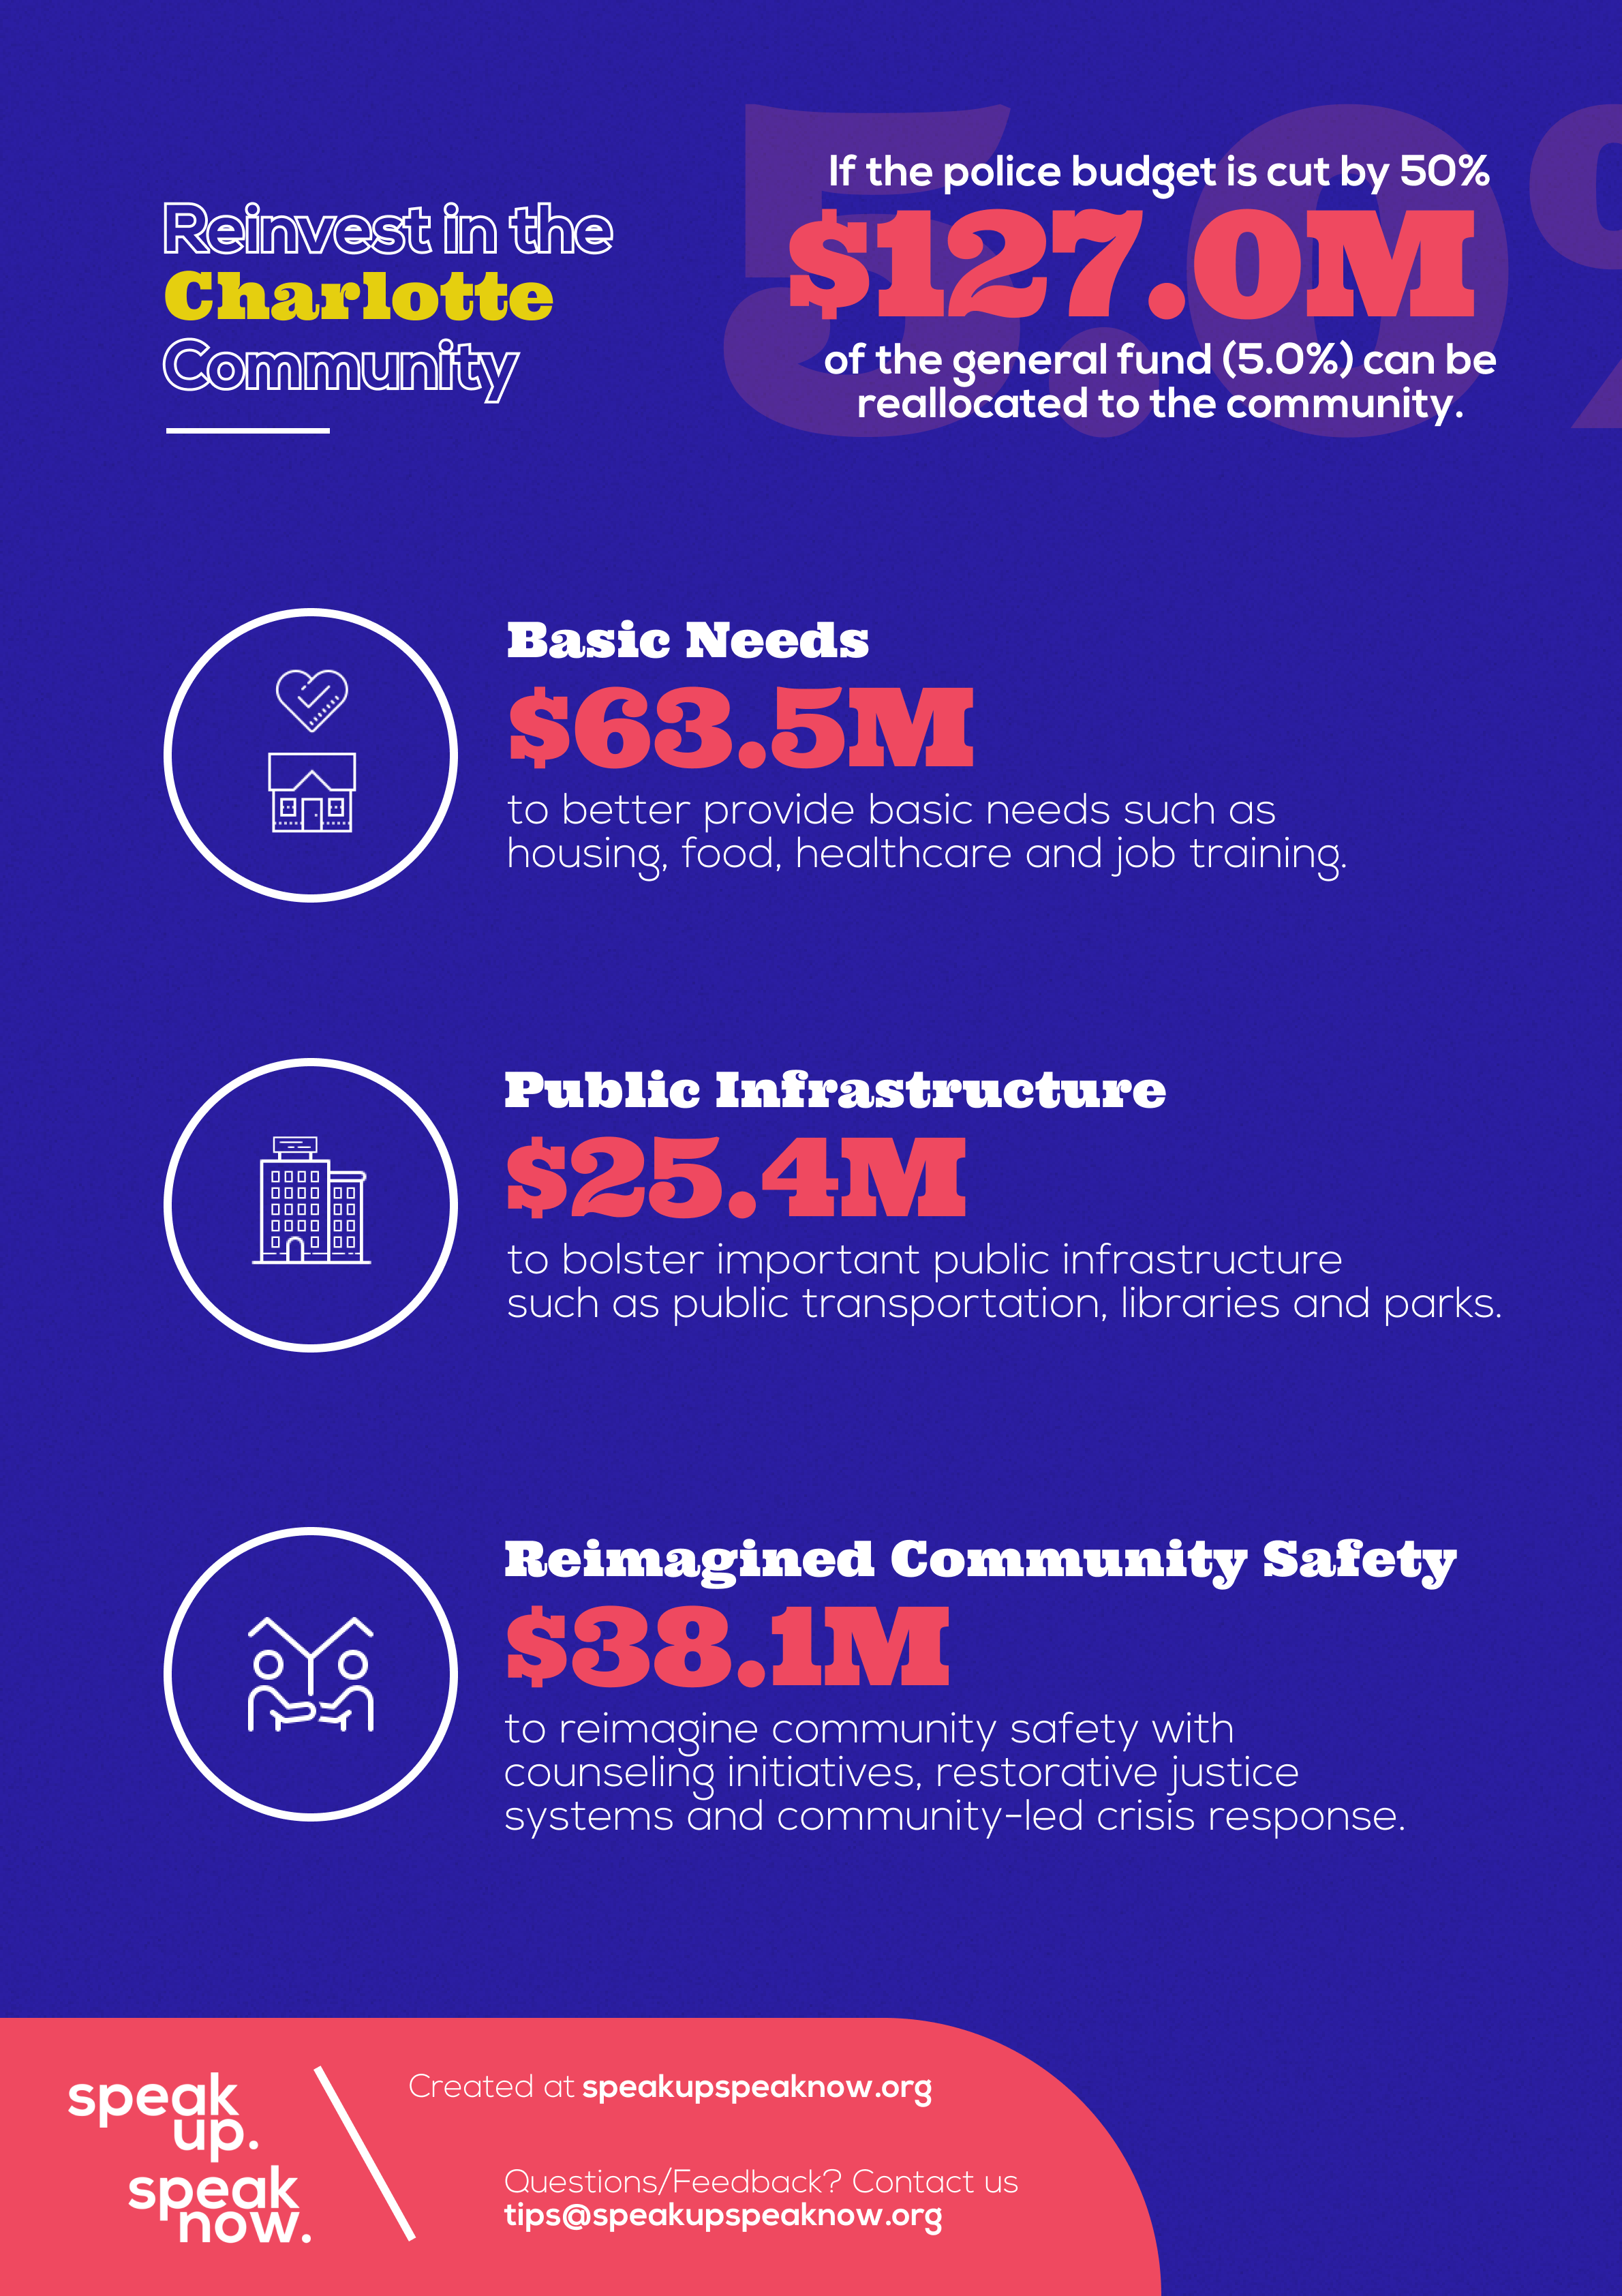 Reinvest in the
Charlotte
Community
5.0%
If the police budget is cut by 50%
$127.0M
of the general fund (5.0%) can be
reallocated to the community.
Basic Needs
$63.5M
to better provide basic needs such as
housing, food, healthcare and job training.
Public Infrastructure
$25.4M
to bolster important public infrastructure
such as public transportation, libraries and parks.
Reimagined Community Safety
$38.1M
to reimagine community safety with
counseling initiatives, restorative justice
systems and community-led crisis response.
speak
up.
speak
now.
Created at speakupspeaknow.org
Questions/Feedback? Contact us
tips@speakupspeaknow.org